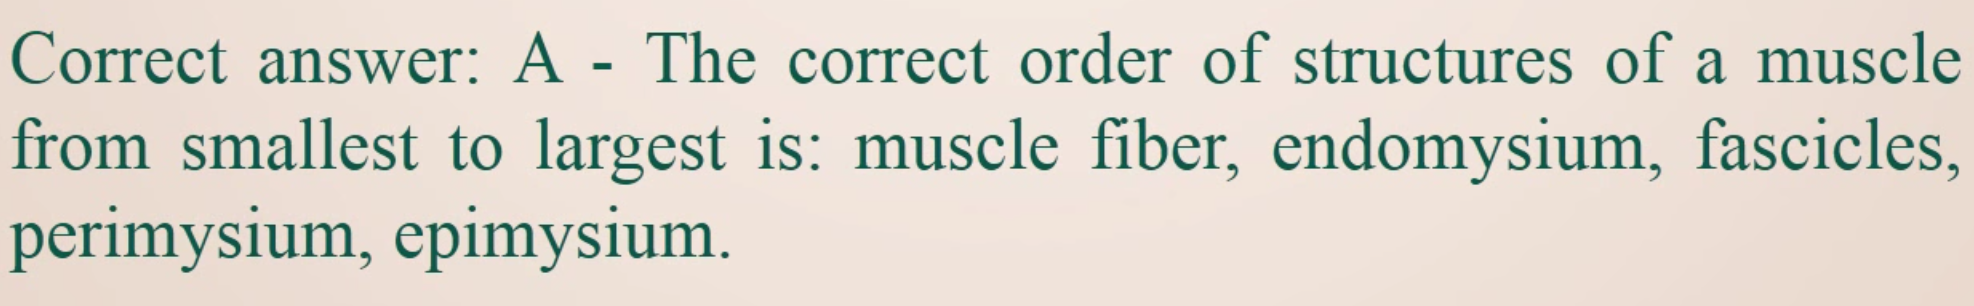 Correct answer: A - The correct order of structures of a muscle
from smallest to largest is: muscle fiber, endomysium, fascicles,
perimysium, epimysium.